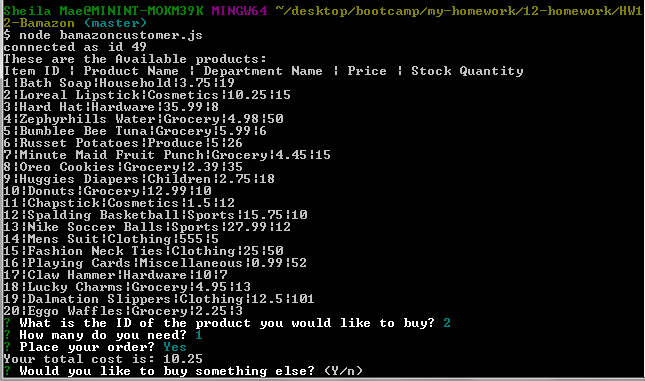 Sheila Mae@MININT-MOKM39K MINGW64 ~/desktop/bootcamp/my-homework/12-homework/HW1
2-Bamazon (master)
$ node bamazoncustomer.js
connected as id 49
These are the Available products:
Item ID ¦ Product Name ¦ Department Name ¦ Price ¦ Stock Quantity
1¦Bath Soap¦Household¦3.75¦19
2¦Loreal Lipstick¦Cosmetics¦10.25¦15
3¦Hard Hat¦Hardware¦35.99¦8
4¦Zephyrhills Water¦Grocery¦4.98¦50
5¦Bumblee Bee Tuna¦Grocery¦5.99¦6
6¦Russet Potatoes¦Produce¦5¦26
7¦Minute Maid Fruit Punch¦Grocery¦4.45¦15
8¦Oreo Cookies¦Grocery¦2.39¦35
9¦Huggies Diapers¦Children¦2.75¦18
10¦Donuts¦Grocery¦12.99¦10
11¦Chapstick¦Cosmetics¦1.5¦12
12¦Spalding Basketball¦Sports¦15.75¦10
13¦Nike Soccer Balls¦Sports¦27.99¦12
14¦Mens Suit¦Clothing¦555¦5
15¦Fashion Neck Ties¦Clothing¦25¦50
16¦Playing Cards¦Miscellaneous¦0.99¦52
17¦Claw Hammer¦Hardware¦10¦7
18¦Lucky Charms¦Grocery¦4.95¦13
19¦Dalmation Slippers¦Clothing¦12.5¦101
20¦Eggo Waffles¦Grocery¦2.25¦3
? What is the ID of the product you would like to buy? 2
? How many do you need? 1
? Place your order? Yes
Your total cost is: 10.25
? Would you like to buy something else? (Y/n)